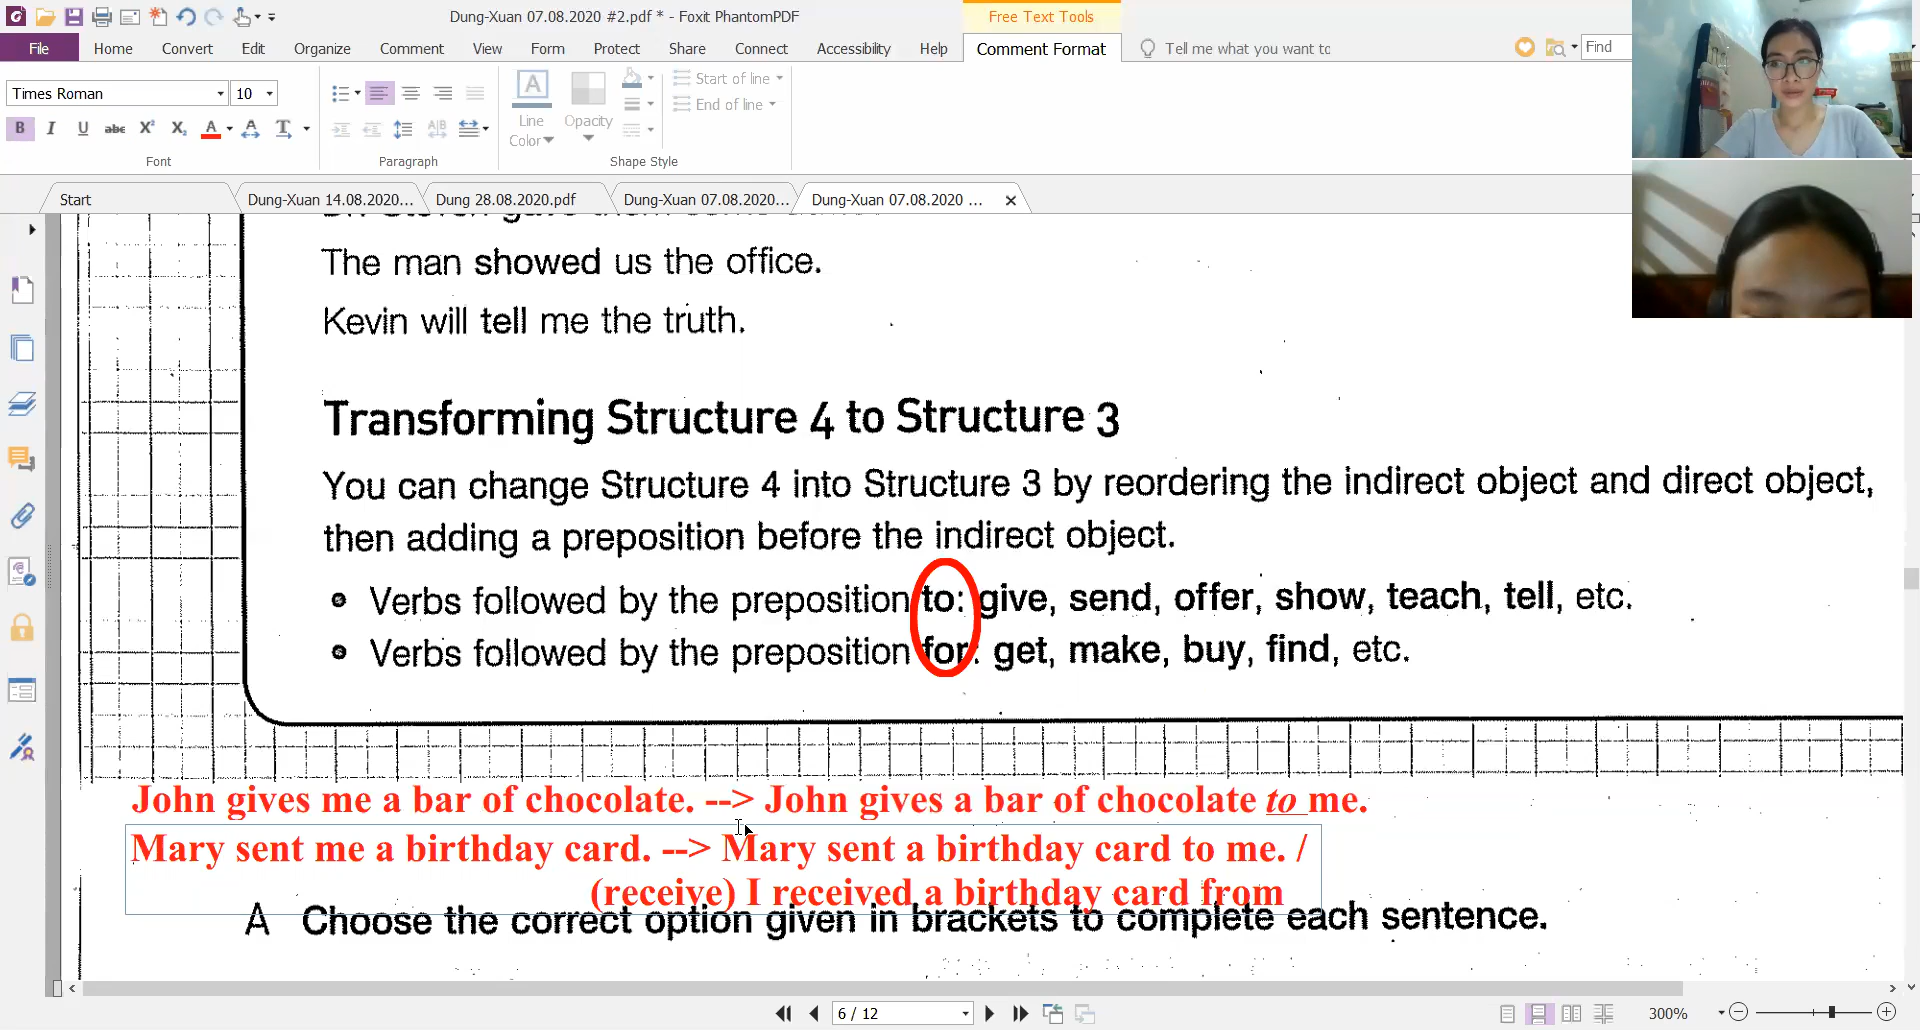 Dung-Xuan 07.08.2020 #2.pdf * - Foxit PhantomPDF
Free Text Tools
File Home Convert Edit Organize Comment View Form Protect Share Connect Accessibility Help Comment Format Tell me what you want to Find
Times Roman 10
Start of line
End of line
Line
Color
Opacity
Font Paragraph Shape Style
Start Dung-Xuan 14.08.2020... Dung 28.08.2020.pdf Dung-Xuan 07.08.2020... Dung-Xuan 07.08.2020 ...
The man showed us the office.
Kevin will tell me the truth.
Transforming Structure 4 to Structure 3
You can change Structure 4 into Structure 3 by reordering the indirect object and direct object,
then adding a preposition before the indirect object.
Verbs followed by the preposition to: give, send, offer, show, teach, tell, etc.
Verbs followed by the preposition for: get, make, buy, find, etc.
John gives me a bar of chocolate. --> John gives a bar of chocolate to me.
Mary sent me a birthday card. --> Mary sent a birthday card to me. /
(receive) I received a birthday card from
A Choose the correct option given in brackets to complete each sentence.
6 / 12
300%